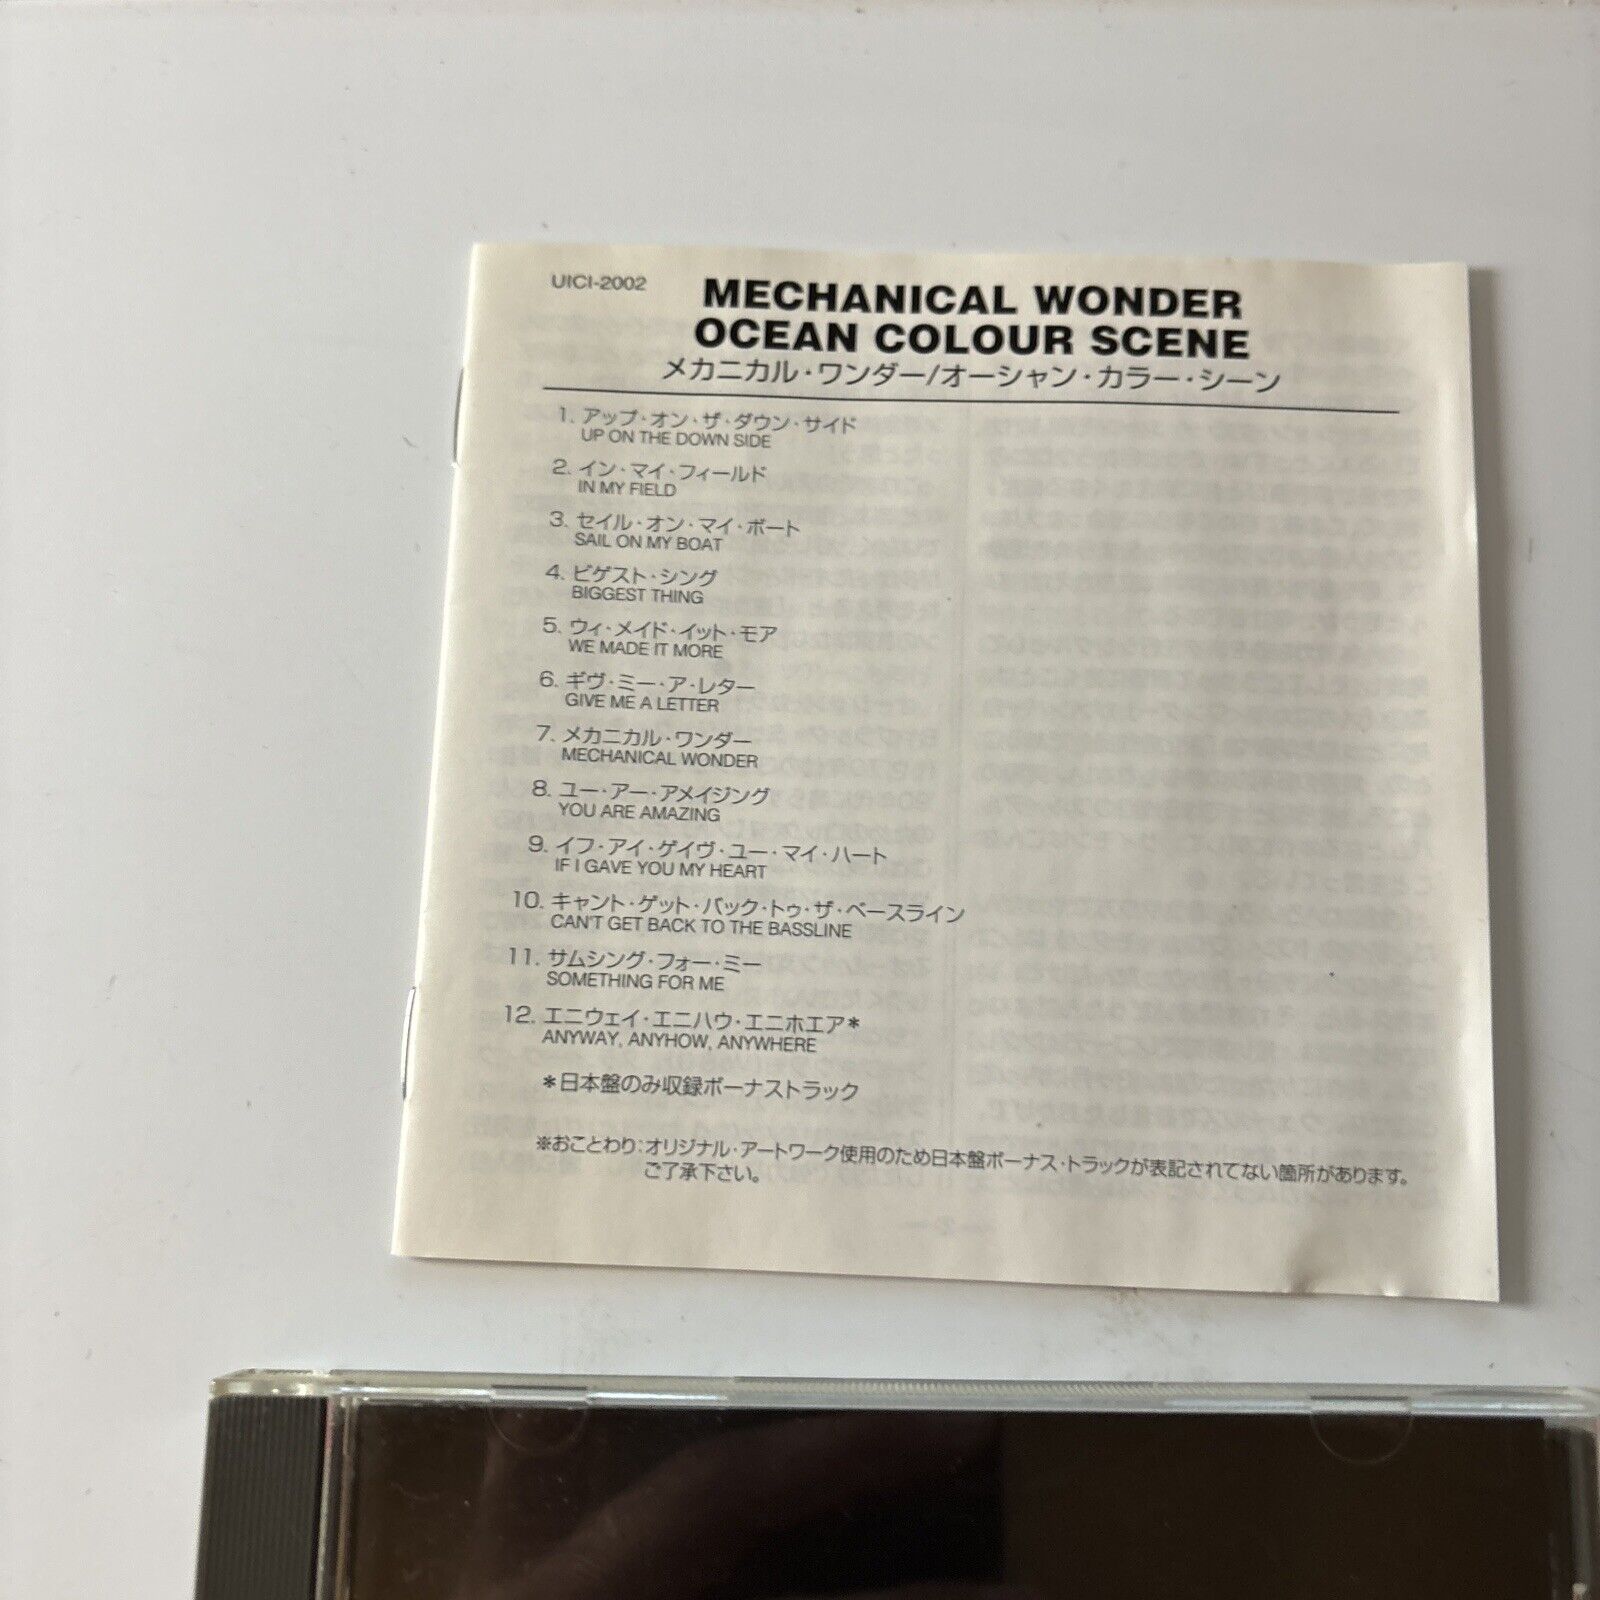 UICI-2002
MECHANICAL WONDER
OCEAN COLOUR SCENE
メカニカル・ワンダー/オーシャン・カラー・シーン
1. アップ・オン・ザ・ダウン・サイド
UP ON THE DOWN SIDE
2. イン・マイ・フィールド
IN MY FIELD
3. セイル・オン・マイ・ボート
SAIL ON MY BOAT
4. ビゲスト・シング
BIGGEST THING
5. ウィ・メイド・イット・モア
WE MADE IT MORE
6. ギヴ・ミー・ア・レター
GIVE ME A LETTER
7. メカニカル・ワンダー
MECHANICAL WONDER
8. ユー・アー・アメイジング
YOU ARE AMAZING
9. イフ・アイ・ゲイヴ・ユー・マイ・ハート
IF I GAVE YOU MY HEART
10. キャント・ゲット・バック・トゥ・ザ・ベースライン
CAN'T GET BACK TO THE BASSLINE
11. サムシング・フォー・ミー
SOMETHING FOR ME
12. エニウェイ・エニハウ・エニホエア*
ANYWAY, ANYHOW, ANYWHERE
*日本盤のみ収録ボーナストラック
※おことわり:オリジナル・アートワーク使用のため日本盤ボーナス・トラックが表記されてない箇所があります。
ご了承下さい。